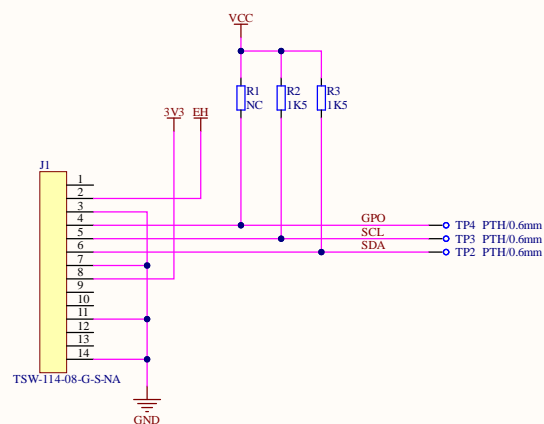 VCC
R1
NC
R2
1K5
R3
1K5
3V3 EH
J1
1
2
3
4
5
6
7
8
9
10
11
12
13
14
GPO
SCL
SDA
TP4 PTH/0.6mm
TP3 PTH/0.6mm
TP2 PTH/0.6mm
TSW-114-08-G-S-NA
GND